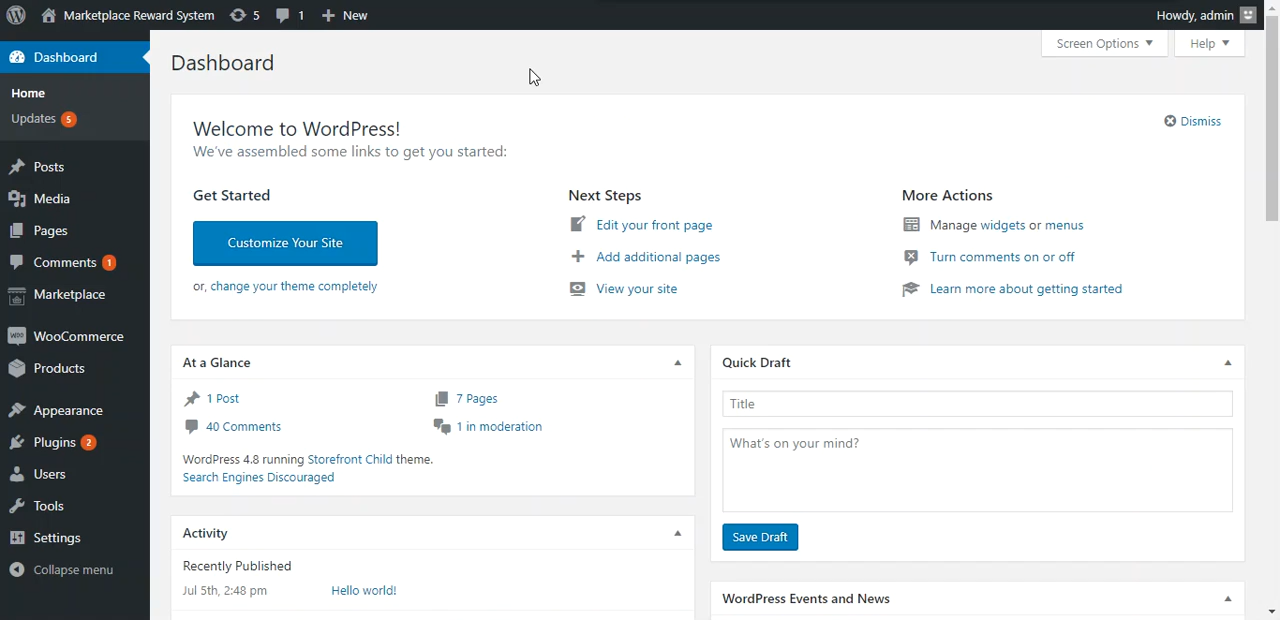 Marketplace Reward System 5 1 New Howdy, admin
Screen Options Help
Dashboard
Home
Updates 5
Posts
Media
Pages
Comments 1
Marketplace
WOO WooCommerce
Products
Appearance
Plugins 2
Users
Tools
Settings
Collapse menu
Dashboard
Welcome to WordPress! Dismiss
We've assembled some links to get you started:
Get Started
Customize Your Site
or, change your theme completely
Next Steps
Edit your front page
Add additional pages
View your site
More Actions
Manage widgets or menus
Turn comments on or off
Learn more about getting started
At a Glance
1 Post 7 Pages
40 Comments 1 in moderation
WordPress 4.8 running Storefront Child theme.
Search Engines Discouraged
Activity
Recently Published
Jul 5th, 2:48 pm Hello world!
Quick Draft
Title
What's on your mind?
Save Draft
WordPress Events and News